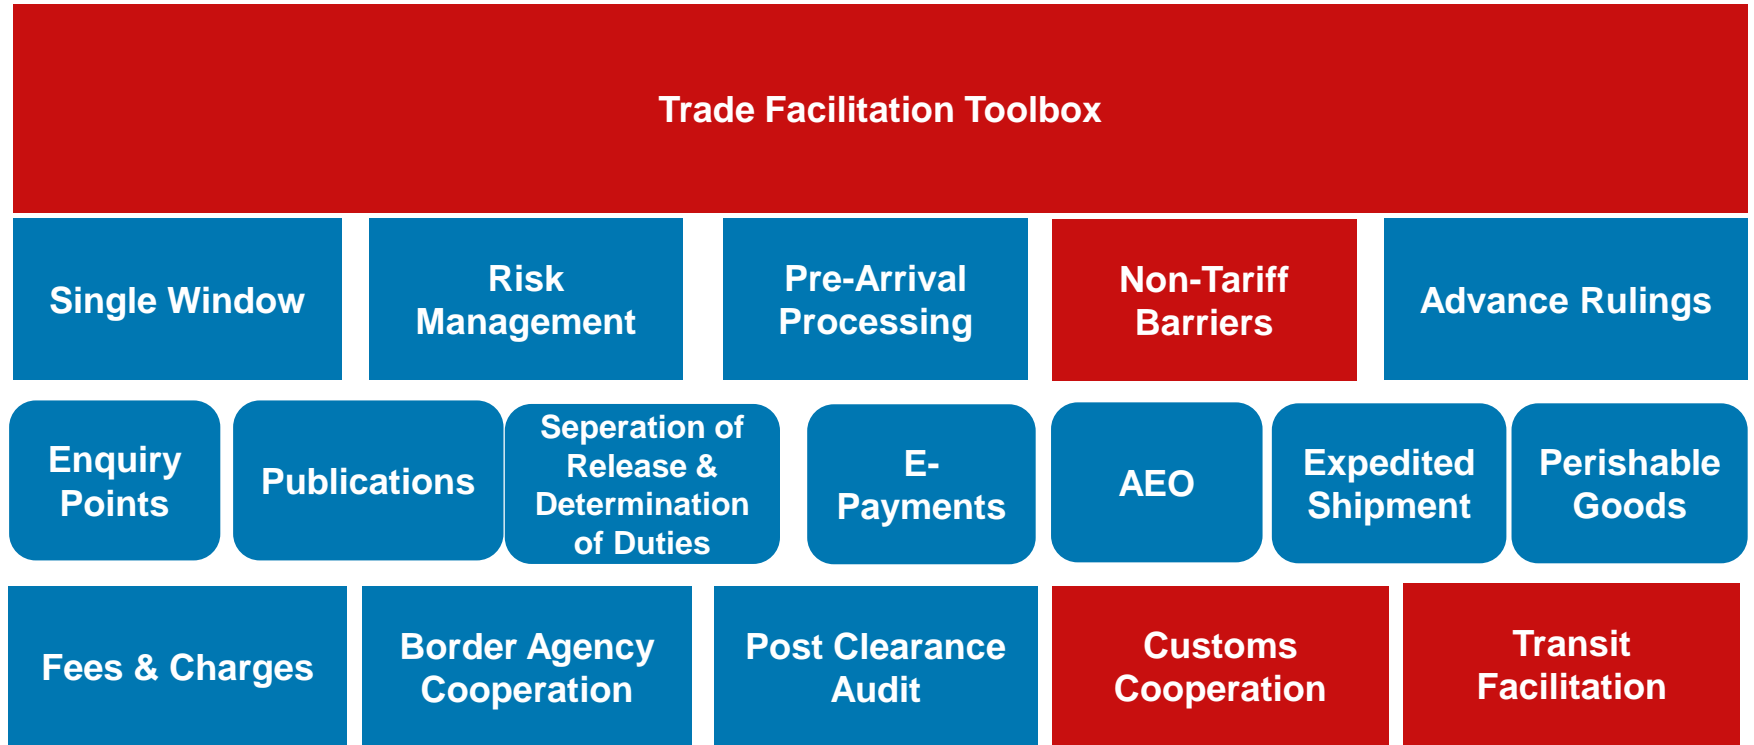 Trade Facilitation Toolbox
Single Window
Risk
Management
Pre-Arrival
Processing
Non-Tariff
Barriers
Advance Rulings
Enquiry
Points
Publications
Seperation of
Release &
Determination
of Duties
E-
Payments
AEO
Expedited
Shipment
Perishable
Goods
Fees & Charges
Border Agency
Cooperation
Post Clearance
Audit
Customs
Cooperation
Transit
Facilitation